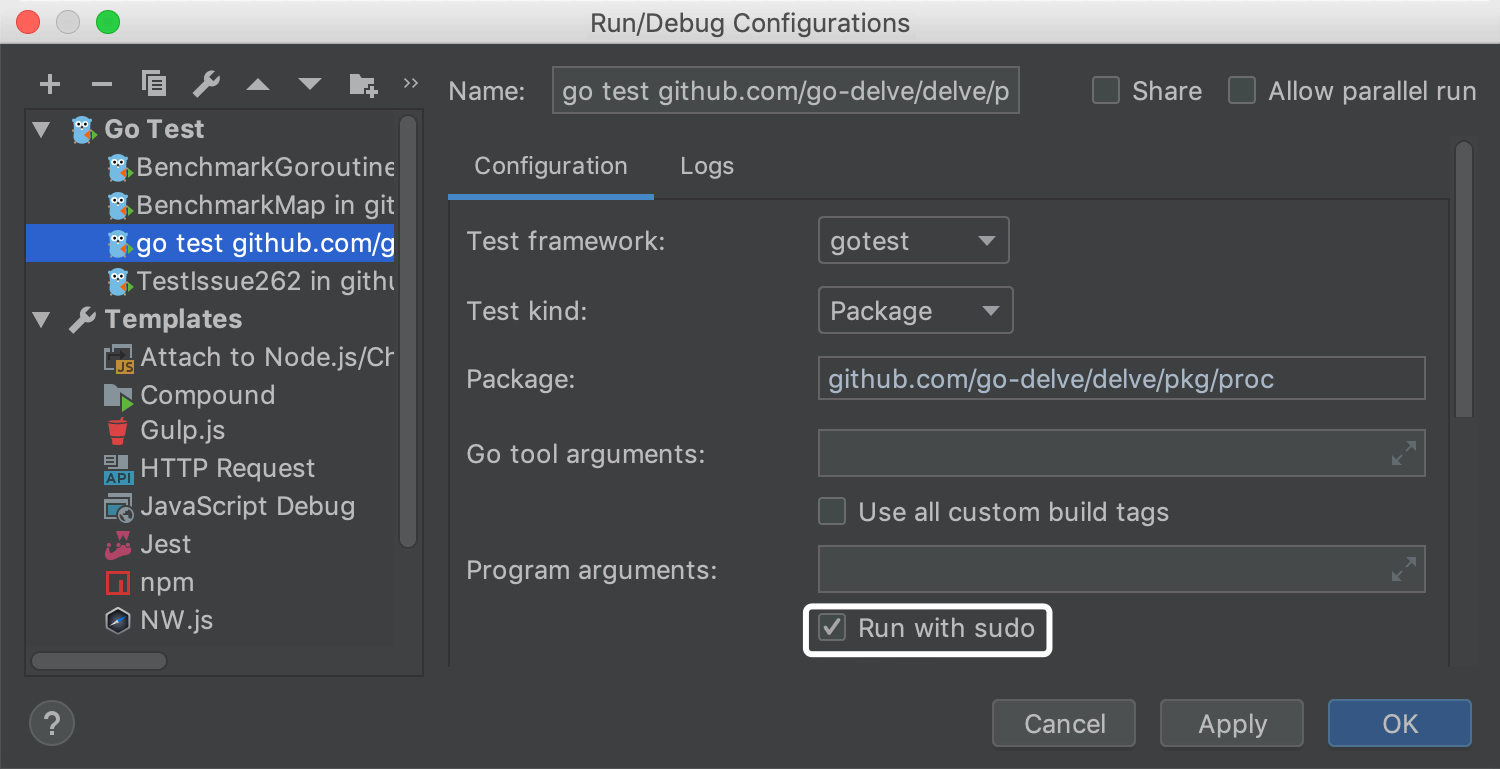 Run/Debug Configurations
Name: go test github.com/go-delve/delve/p Share Allow parallel run
Go Test
BenchmarkGoroutine
BenchmarkMap in git
go test github.com/g
TestIssue262 in githu
Templates
Attach to Node.js/Ch
JS
Compound
Gulp.js
HTTP Request
API
JavaScript Debug
Jest
npm
NW.js
Configuration Logs
Test framework: gotest
Test kind: Package
Package: github.com/go-delve/delve/pkg/proc
Go tool arguments:
Use all custom build tags
Program arguments:
Run with sudo
? Cancel Apply OK